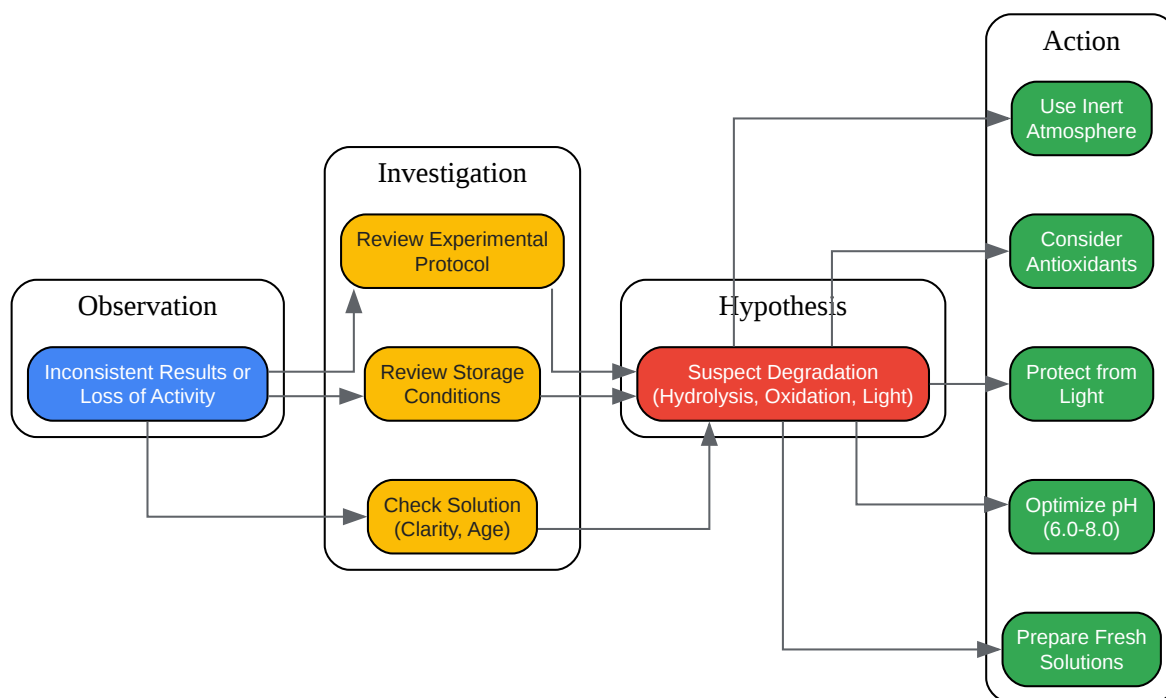 Observation
Inconsistent Results or
Loss of Activity
Investigation
Review Experimental
Protocol
Review Storage
Conditions
Check Solution
(Clarity, Age)
Hypothesis
Suspect Degradation
(Hydrolysis, Oxidation, Light)
Action
Use Inert
Atmosphere
Consider
Antioxidants
Protect from
Light
Optimize pH
(6.0-8.0)
Prepare Fresh
Solutions